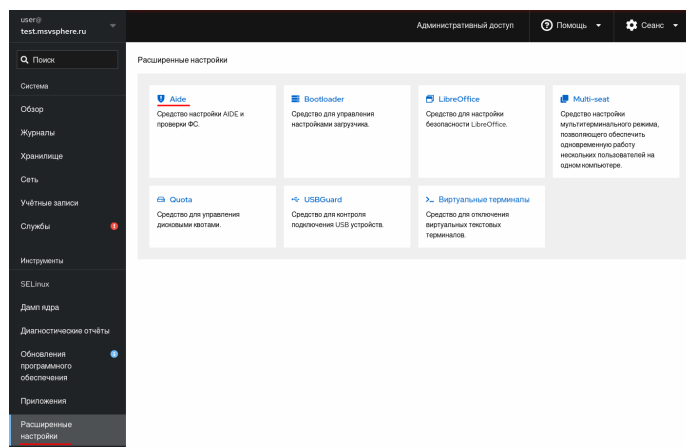 user@
test.msvsphere.ru
Административный доступ
Помощь
Сеанс
Поиск
Система
Обзор
Журналы
Хранилище
Сеть
Учётные записи
Службы
1
Инструменты
SELinux
Дамп ядра
Диагностические отчёты
Обновления
программного
обеспечения
Приложения
Расширенные
настройки
Расширенные настройки
Aide
Средство настройки AIDE и
проверки ФС.
Bootloader
Средство для управления
настройками загрузчика.
LibreOffice
Средство для настройки
безопасности LibreOffice.
Multi-seat
Средство настройки
мультитерминального режима,
позволяющего обеспечить
одновременную работу
нескольких пользователей на
одном компьютере.
Quota
Средство для управления
дисковыми квотами.
USBGuard
Средство для контроля
подключения USB устройств.
Виртуальные терминалы
Средство для отключения
виртуальных текстовых
терминалов.